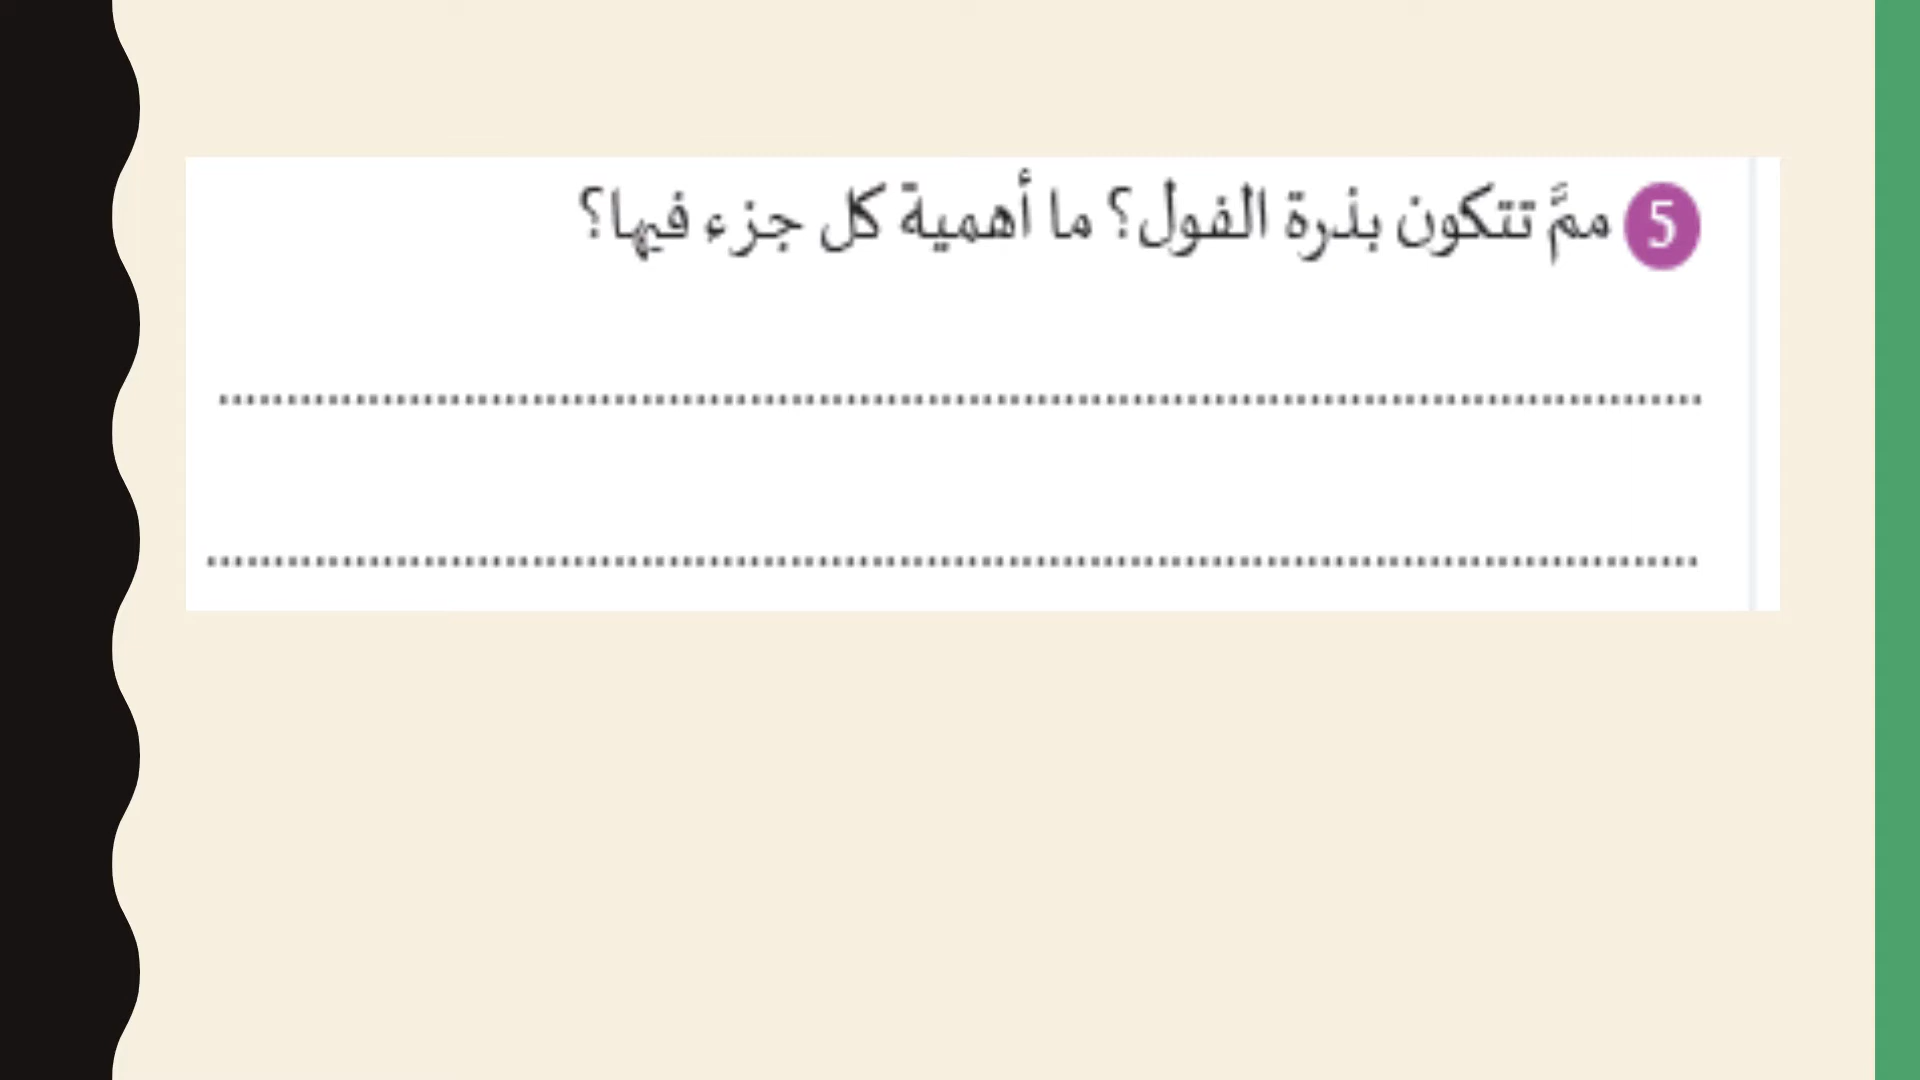 5 ممَّ تتكون بذرة الفول؟ ما أهمية كل جزء فيها؟